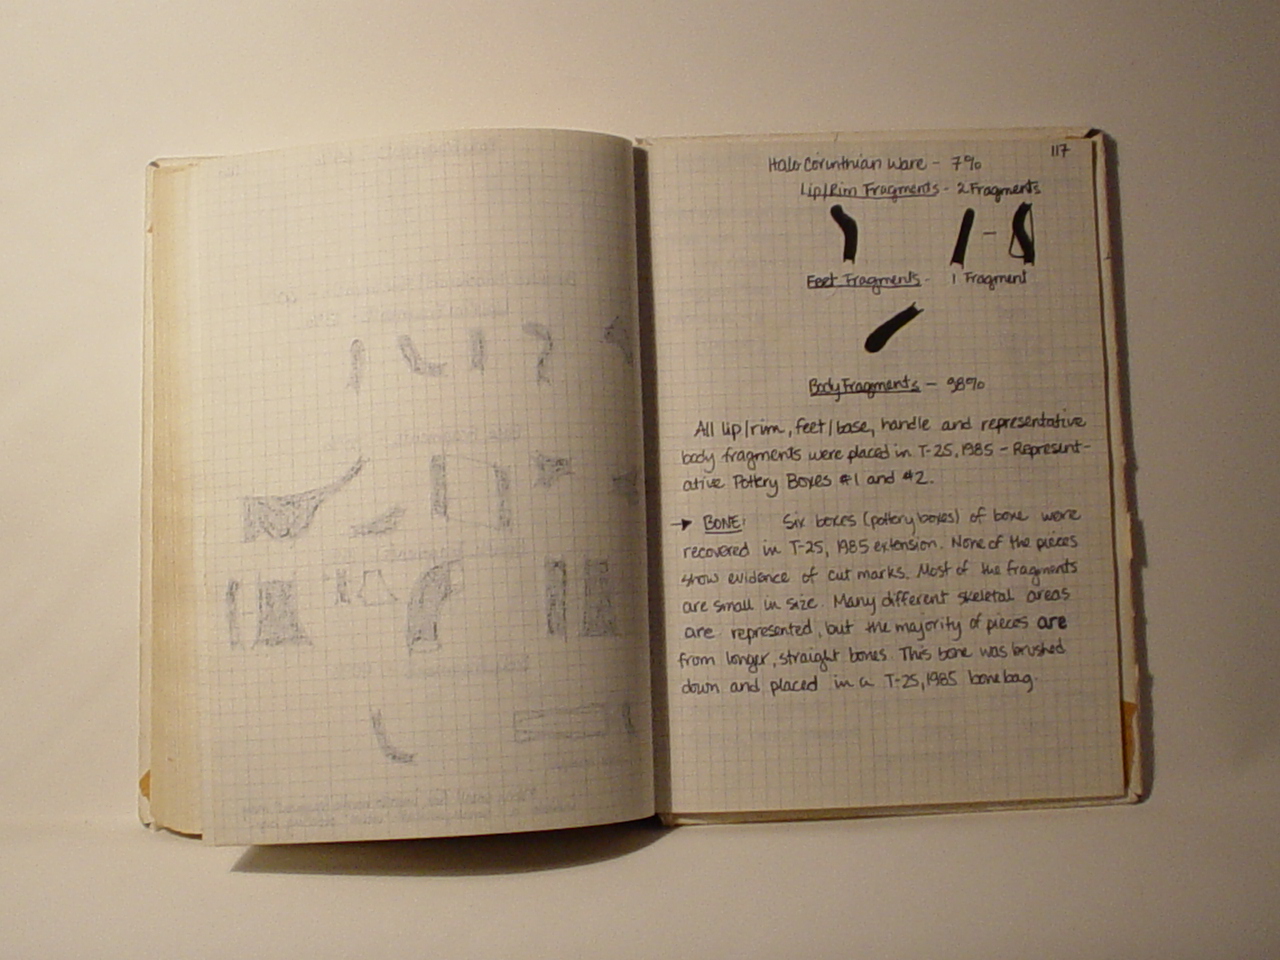 117
Halo Corinthian Ware - 7%
Lip/Rim Fragments - 2 Fragments
Feet Fragments - 1 Fragment
Body Fragments - 98%
All lip/rim, feet/base, handle and representative
body fragments were placed in T-25, 1985 - Represent-
ative Pottery Boxes #1 and #2.
→ BONE: Six boxes (pottery boxes) of bone were
recovered in T-25, 1985 extension. None of the pieces
show evidence of cut marks. Most of the fragments
are small in size. Many different skeletal areas
are represented, but the majority of pieces are
from longer, straight bones. This bone was brushed
down and placed in a T-25, 1985 bone bag.